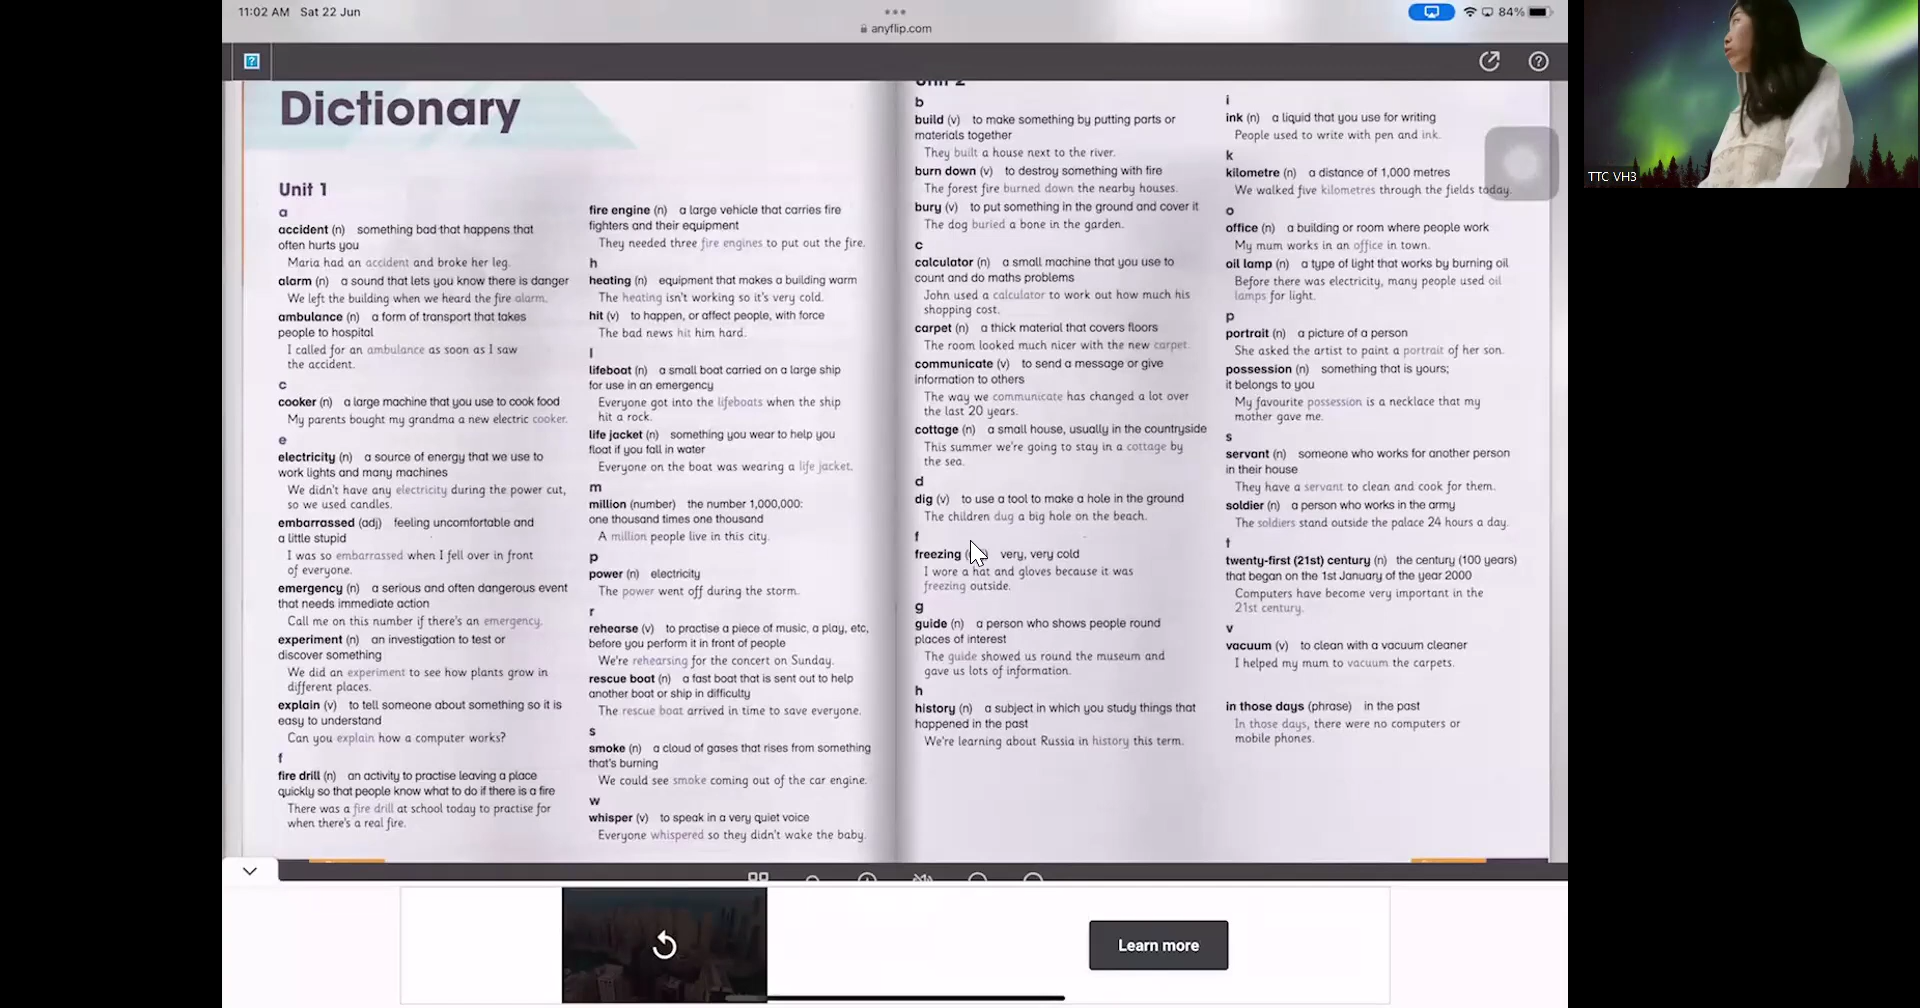 11:02 AM Sat 22 Jun
84%
anyflip.com
TTC VH3
Dictionary
Unit 1
a
accident (n) something bad that happens that
often hurts you
Maria had an accident and broke her leg.
alarm (n) a sound that lets you know there is danger
We left the building when we heard the fire alarm.
ambulance (n) a form of transport that takes
people to hospital
I called for an ambulance as soon as I saw
the accident.
c
cooker (n) a large machine that you use to cook food
My parents bought my grandma a new electric cooker.
e
electricity (n) a source of energy that we use to
work lights and many machines
We didn't have any electricity during the power cut,
so we used candles.
embarrassed (adj) feeling uncomfortable and
a little stupid
I was so embarrassed when I fell over in front
of everyone.
emergency (n) a serious and often dangerous event
that needs immediate action
Call me on this number if there's an emergency.
experiment (n) an investigation to test or
discover something
We did an experiment to see how plants grow in
different places.
explain (v) to tell someone about something so it is
easy to understand
Can you explain how a computer works?
f
fire drill (n) an activity to practise leaving a place
quickly so that people know what to do if there is a fire
There was a fire drill at school today to practise for
when there's a real fire.
fire engine (n) a large vehicle that carries fire
fighters and their equipment
They needed three fire engines to put out the fire.
h
heating (n) equipment that makes a building warm
The heating isn't working so it's very cold.
hit (v) to happen, or affect people, with force
The bad news hit him hard.
l
lifeboat (n) a small boat carried on a large ship
for use in an emergency
Everyone got into the lifeboats when the ship
hit a rock.
life jacket (n) something you wear to help you
float if you fall in water
Everyone on the boat was wearing a life jacket.
m
million (number) the number 1,000,000:
one thousand times one thousand
A million people live in this city.
p
power (n) electricity
The power went off during the storm.
r
rehearse (v) to practise a piece of music, a play, etc,
before you perform it in front of people
We're rehearsing for the concert on Sunday.
rescue boat (n) a fast boat that is sent out to help
another boat or ship in difficulty
The rescue boat arrived in time to save everyone.
s
smoke (n) a cloud of gases that rises from something
that's burning
We could see smoke coming out of the car engine.
w
whisper (v) to speak in a very quiet voice
Everyone whispered so they didn't wake the baby.
Unit 2
b
build (v) to make something by putting parts or
materials together
They built a house next to the river.
burn down (v) to destroy something with fire
The forest fire burned down the nearby houses.
bury (v) to put something in the ground and cover it
The dog buried a bone in the garden.
c
calculator (n) a small machine that you use to
count and do maths problems
John used a calculator to work out how much his
shopping cost.
carpet (n) a thick material that covers floors
The room looked much nicer with the new carpet.
communicate (v) to send a message or give
information to others
The way we communicate has changed a lot over
the last 20 years.
cottage (n) a small house, usually in the countryside
This summer we're going to stay in a cottage by
the sea.
d
dig (v) to use a tool to make a hole in the ground
The children dug a big hole on the beach.
f
freezing very, very cold
I wore a hat and gloves because it was
freezing outside.
g
guide (n) a person who shows people round
places of interest
The guide showed us round the museum and
gave us lots of information.
h
history (n) a subject in which you study things that
happened in the past
We're learning about Russia in history this term.
i
ink (n) a liquid that you use for writing
People used to write with pen and ink.
k
kilometre (n) a distance of 1,000 metres
We walked five kilometres through the fields today.
o
office (n) a building or room where people work
My mum works in an office in town.
oil lamp (n) a type of light that works by burning oil
Before there was electricity, many people used oil
lamps for light.
p
portrait (n) a picture of a person
She asked the artist to paint a portrait of her son.
possession (n) something that is yours;
it belongs to you
My favourite possession is a necklace that my
mother gave me.
s
servant (n) someone who works for another person
in their house
They have a servant to clean and cook for them.
soldier (n) a person who works in the army
The soldiers stand outside the palace 24 hours a day.
t
twenty-first (21st) century (n) the century (100 years)
that began on the 1st January of the year 2000
Computers have become very important in the
21st century.
v
vacuum (v) to clean with a vacuum cleaner
I helped my mum to vacuum the carpets.
in those days (phrase) in the past
In those days, there were no computers or
mobile phones.
Learn more